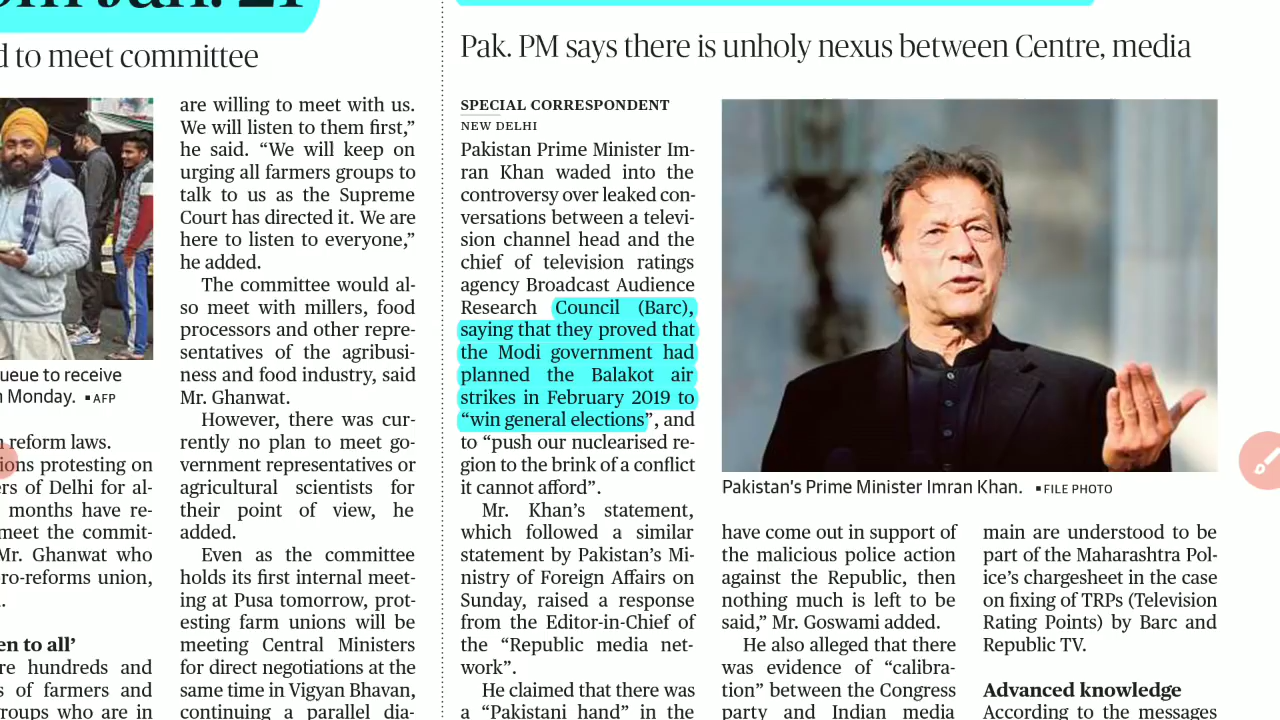 om Jan. 21
d to meet committee
ueue to receive
n Monday. ▪AFP
n reform laws.
ions protesting on
ers of Delhi for al-
months have re-
meet the commit-
Mr. Ghanwat who
pro-reforms union,
en to all’
re hundreds and
s of farmers and
groups who are in
are willing to meet with us.
We will listen to them first,”
he said. “We will keep on
urging all farmers groups to
talk to us as the Supreme
Court has directed it. We are
here to listen to everyone,”
he added.
The committee would al-
so meet with millers, food
processors and other repre-
sentatives of the agribusi-
ness and food industry, said
Mr. Ghanwat.
However, there was cur-
rently no plan to meet go-
vernment representatives or
agricultural scientists for
their point of view, he
added.
Even as the committee
holds its first internal meet-
ing at Pusa tomorrow, prot-
esting farm unions will be
meeting Central Ministers
for direct negotiations at the
same time in Vigyan Bhavan,
continuing a parallel dia-
Pak. PM says there is unholy nexus between Centre, media
SPECIAL CORRESPONDENT
NEW DELHI
Pakistan Prime Minister Im-
ran Khan waded into the
controversy over leaked con-
versations between a televi-
sion channel head and the
chief of television ratings
agency Broadcast Audience
Research Council (Barc),
saying that they proved that
the Modi government had
planned the Balakot air
strikes in February 2019 to
“win general elections”, and
to “push our nuclearised re-
gion to the brink of a conflict
it cannot afford”.
Mr. Khan’s statement,
which followed a similar
statement by Pakistan’s Mi-
nistry of Foreign Affairs on
Sunday, raised a response
from the Editor-in-Chief of
the “Republic media net-
work”.
He claimed that there was
a “Pakistani hand” in the
Pakistan’s Prime Minister Imran Khan. ▪FILE PHOTO
have come out in support of
the malicious police action
against the Republic, then
nothing much is left to be
said,” Mr. Goswami added.
He also alleged that there
was evidence of “calibra-
tion” between the Congress
party and Indian media
main are understood to be
part of the Maharashtra Pol-
ice’s chargesheet in the case
on fixing of TRPs (Television
Rating Points) by Barc and
Republic TV.
Advanced knowledge
According to the messages